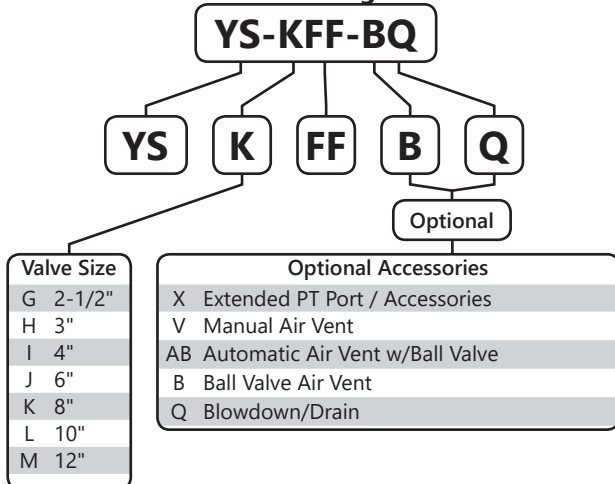 YS-KFF-BQ
YS K FF B Q
Optional
Valve Size
G 2-1/2"
H 3"
I 4"
J 6"
K 8"
L 10"
M 12"
Optional Accessories
X Extended PT Port / Accessories
V Manual Air Vent
AB Automatic Air Vent w/Ball Valve
B Ball Valve Air Vent
Q Blowdown/Drain